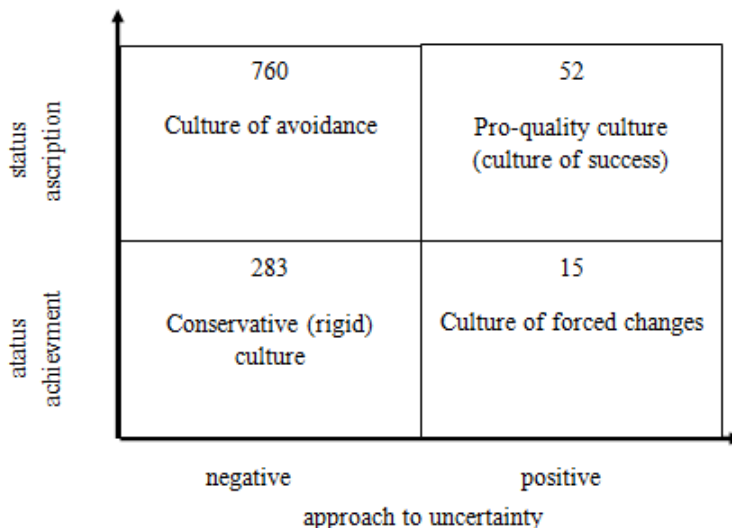 status
ascription
760
Culture of avoidance
52
Pro-quality culture
(culture of success)
atatus
achievment
283
Conservative (rigid)
culture
15
Culture of forced changes
negative
positive
approach to uncertainty